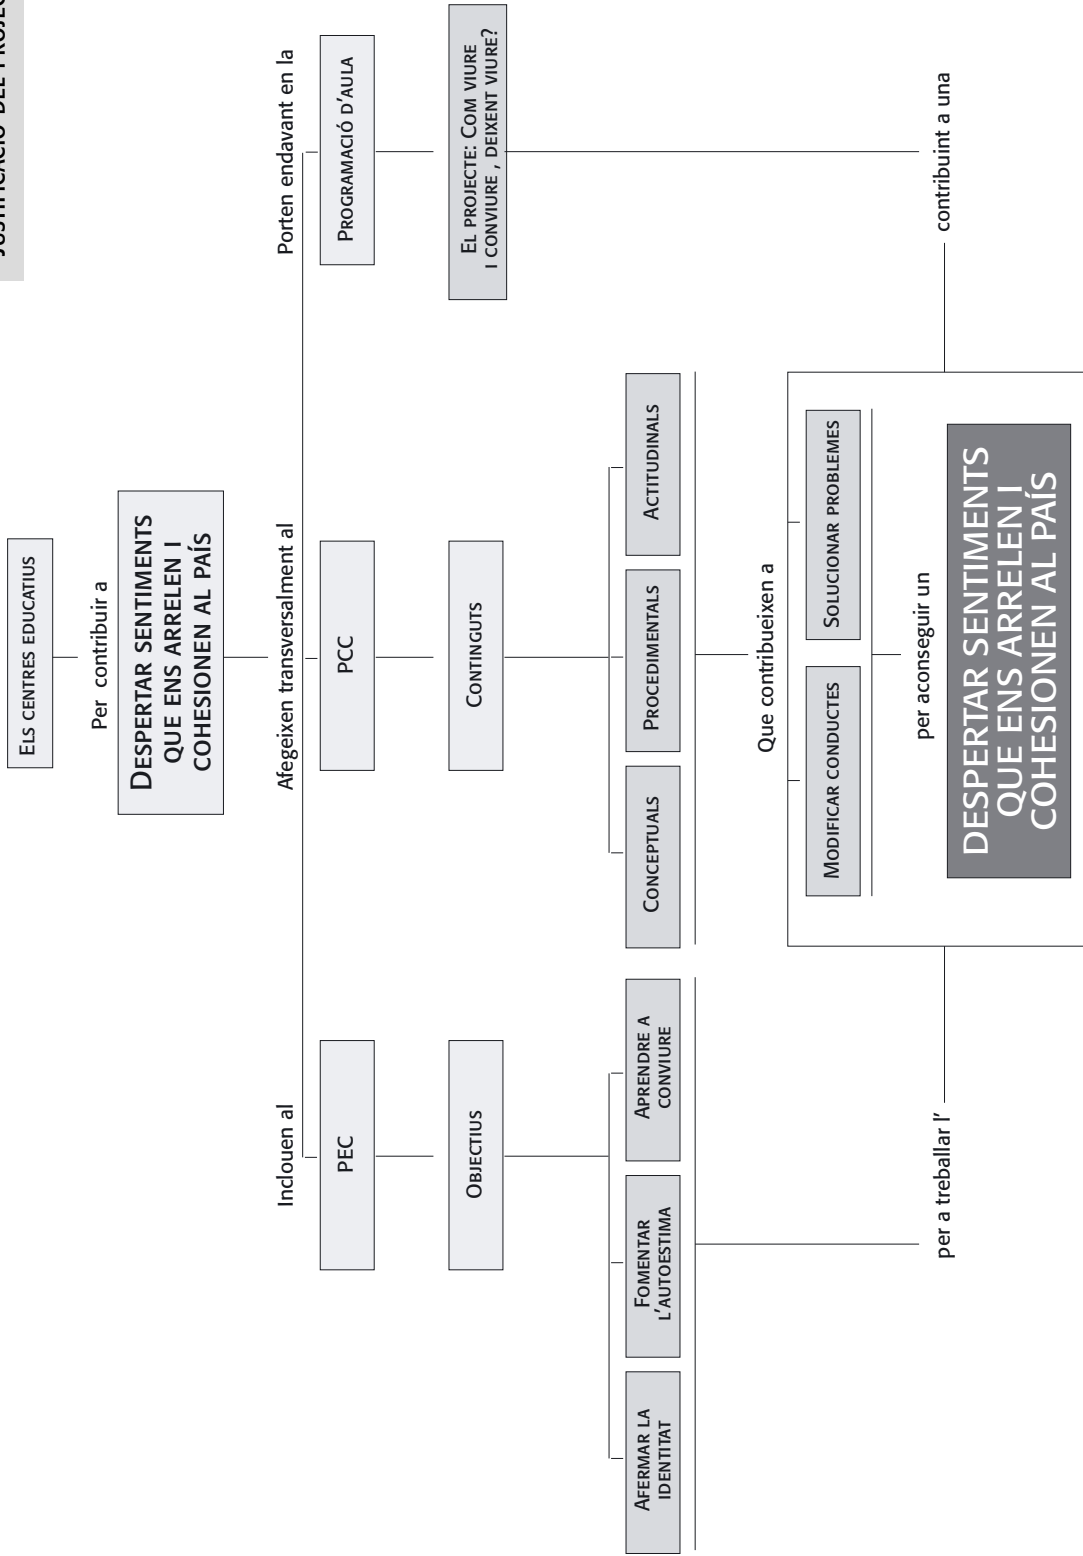 JUSTIFICACIÓ DEL PROJEC
ELS CENTRES EDUCATIUS
Per contribuir a
DESPERTAR SENTIMENTS
QUE ENS ARRELEN I
COHESIONEN AL PAÍS
Inclouen al
Afegeixen transversalment al
Porten endavant en la
PEC
PCC
PROGRAMACIÓ D'AULA
OBJECTIUS
CONTINGUTS
EL PROJECTE: COM VIURE
I CONVIURE , DEIXENT VIURE?
AFERMAR LA
IDENTITAT
FOMENTAR
L'AUTOESTIMA
APRENDRE A
CONVIURE
CONCEPTUALS
PROCEDIMENTALS
ACTITUDINALS
Que contribueixen a
MODIFICAR CONDUCTES
SOLUCIONAR PROBLEMES
per aconseguir un
per a treballar l'
contribuint a una
DESPERTAR SENTIMENTS
QUE ENS ARRELEN I
COHESIONEN AL PAÍS